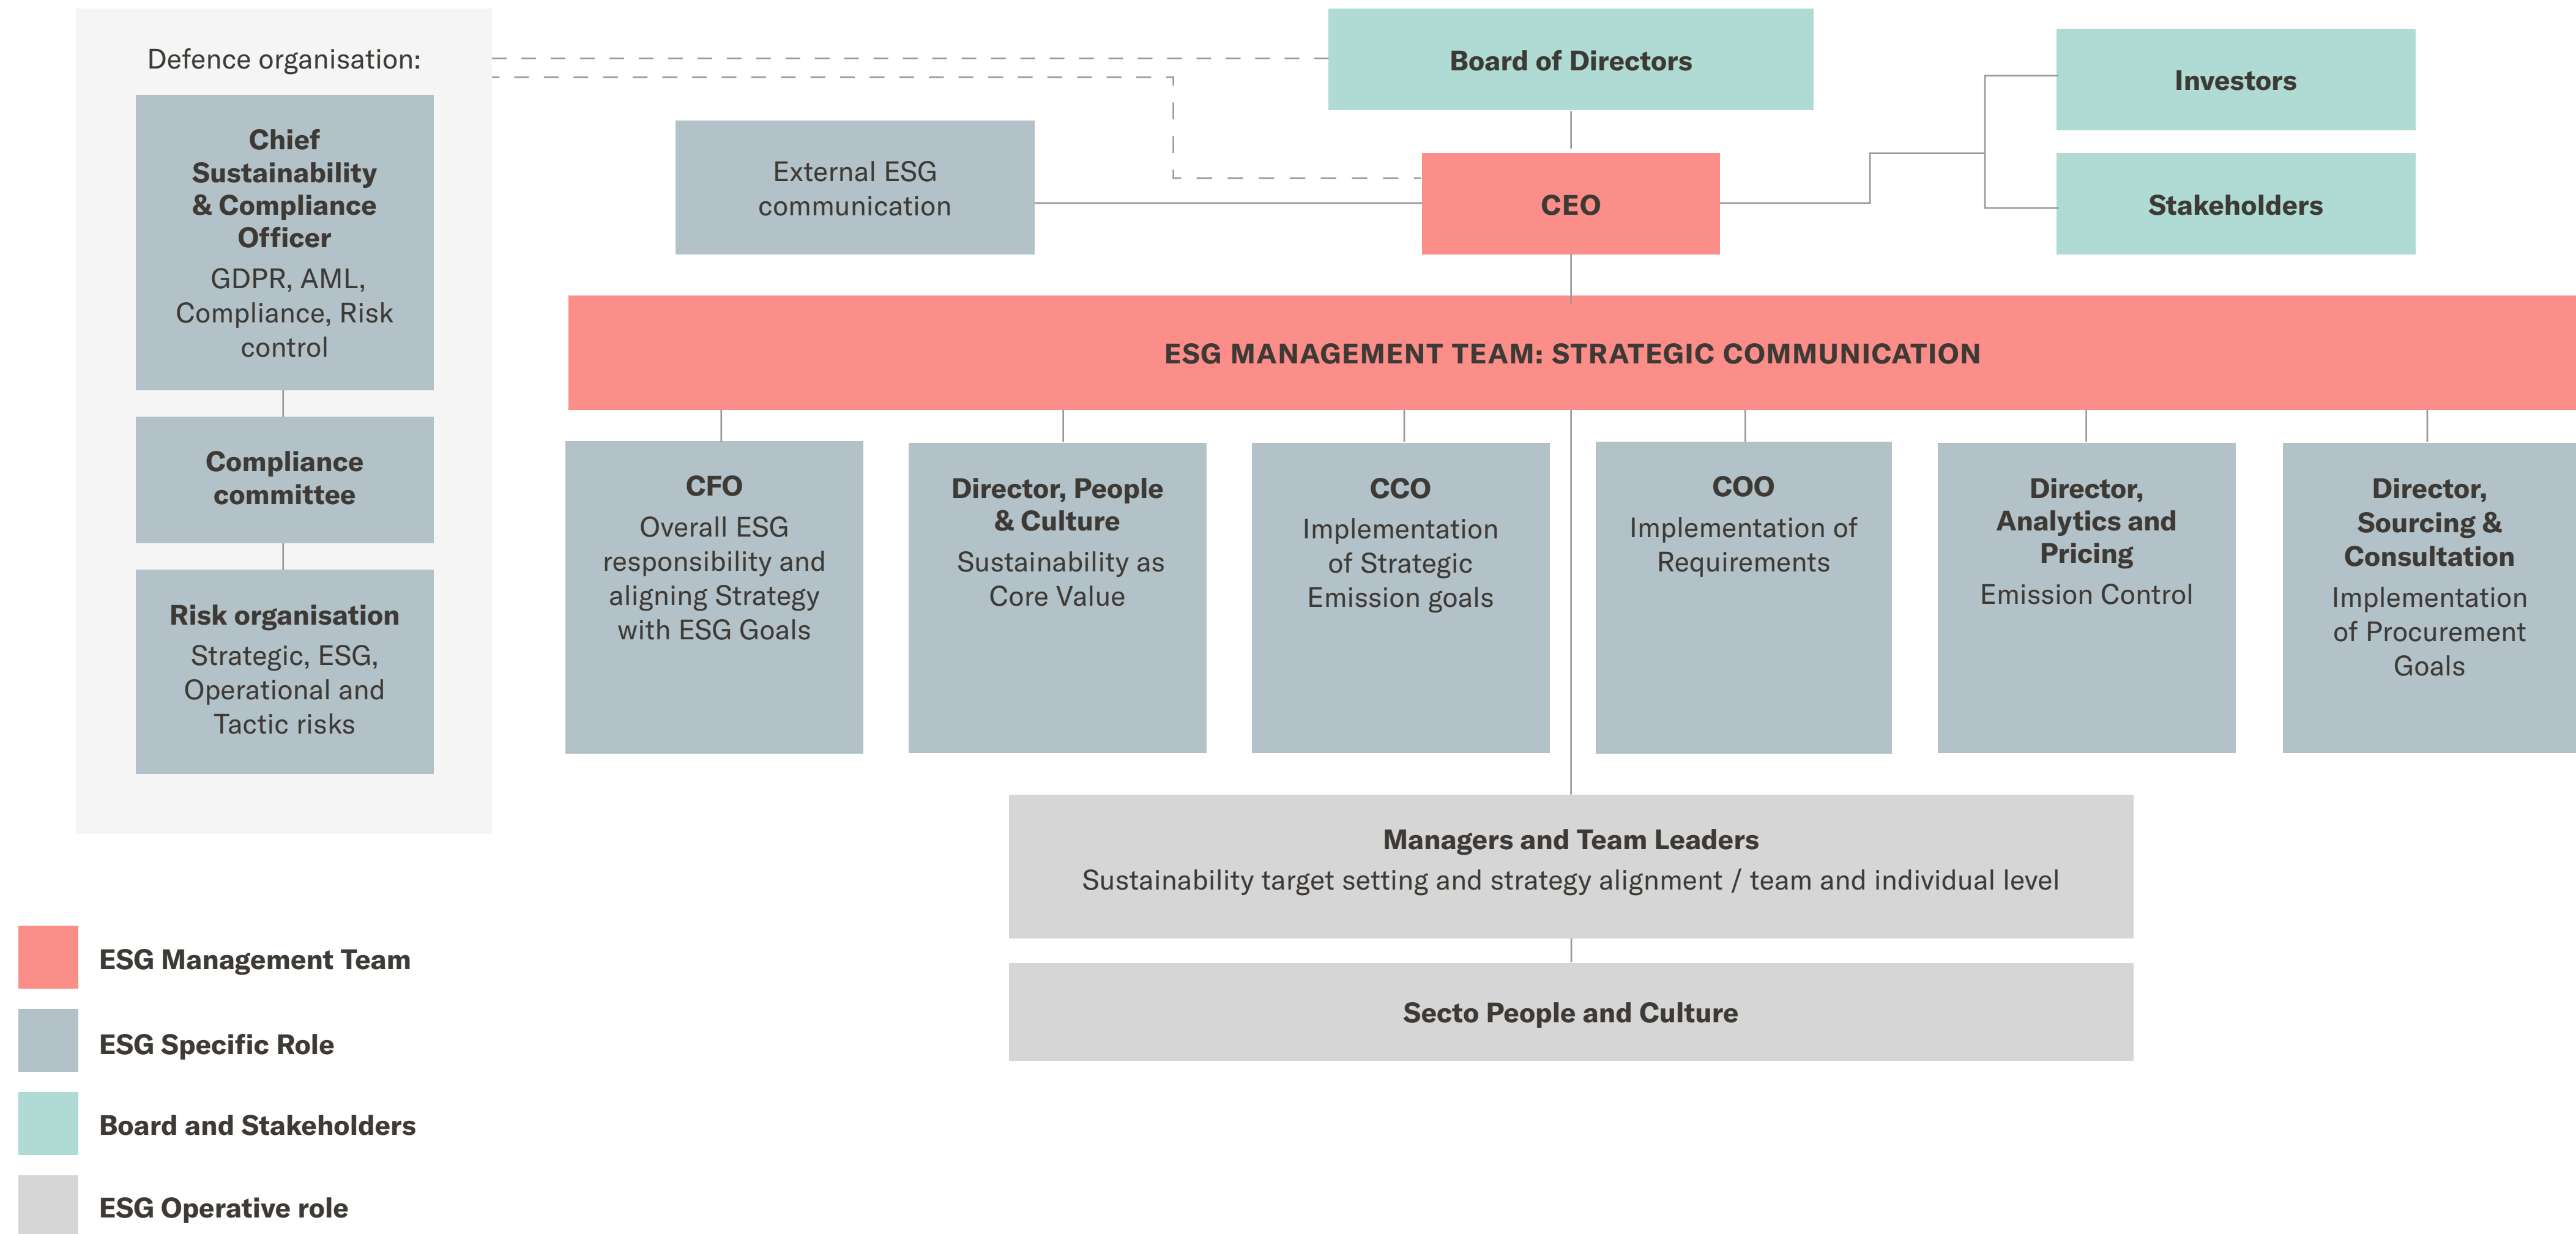 Defence organisation:
Chief
Sustainability
& Compliance
Officer
GDPR, AML,
Compliance, Risk
control
Compliance
committee
Risk organisation
Strategic, ESG,
Operational and
Tactic risks
Board of Directors
External ESG
communication
CEO
Investors
Stakeholders
ESG MANAGEMENT TEAM: STRATEGIC COMMUNICATION
CFO
Overall ESG
responsibility and
aligning Strategy
with ESG Goals
Director, People
& Culture
Sustainability as
Core Value
CCO
Implementation
of Strategic
Emission goals
COO
Implementation of
Requirements
Director,
Analytics and
Pricing
Emission Control
Director,
Sourcing &
Consultation
Implementation
of Procurement
Goals
Managers and Team Leaders
Sustainability target setting and strategy alignment / team and individual level
Secto People and Culture
ESG Management Team
ESG Specific Role
Board and Stakeholders
ESG Operative role